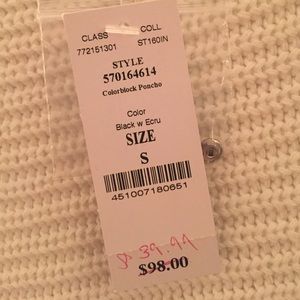 CLASS COLL
772151301 ST160IN
STYLE
570164614
Colorblock Poncho
Color
Black w Ecru
SIZE
S
451007180651
$ 39.99
$98.00